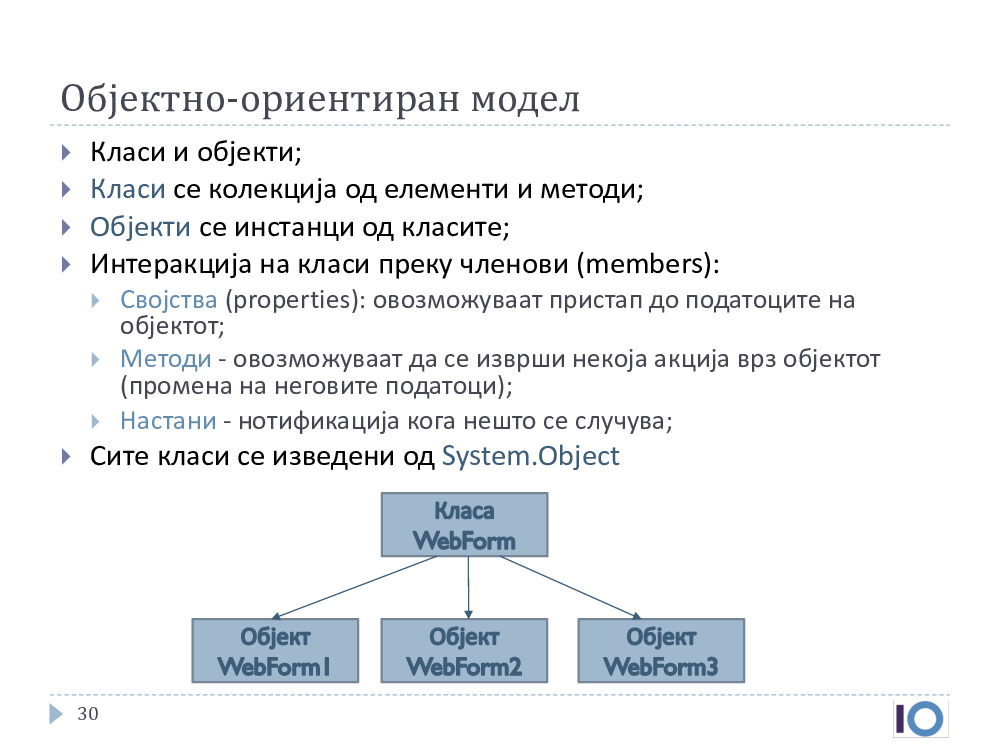 Објектно-ориентиран модел
Класи и објекти;
Класи се колекција од елементи и методи;
Објекти се инстанци од класите;
Интеракција на класи преку членови (members):
Својства (properties): овозможуваат пристап до податоците на
објектот;
Методи - овозможуваат да се изврши некоја акција врз објектот
(промена на неговите податоци);
Настани - нотификација кога нешто се случува;
Сите класи се изведени од System.Object
Класа
WebForm
Објект
WebForm1
Објект
WebForm2
Објект
WebForm3
30
IO